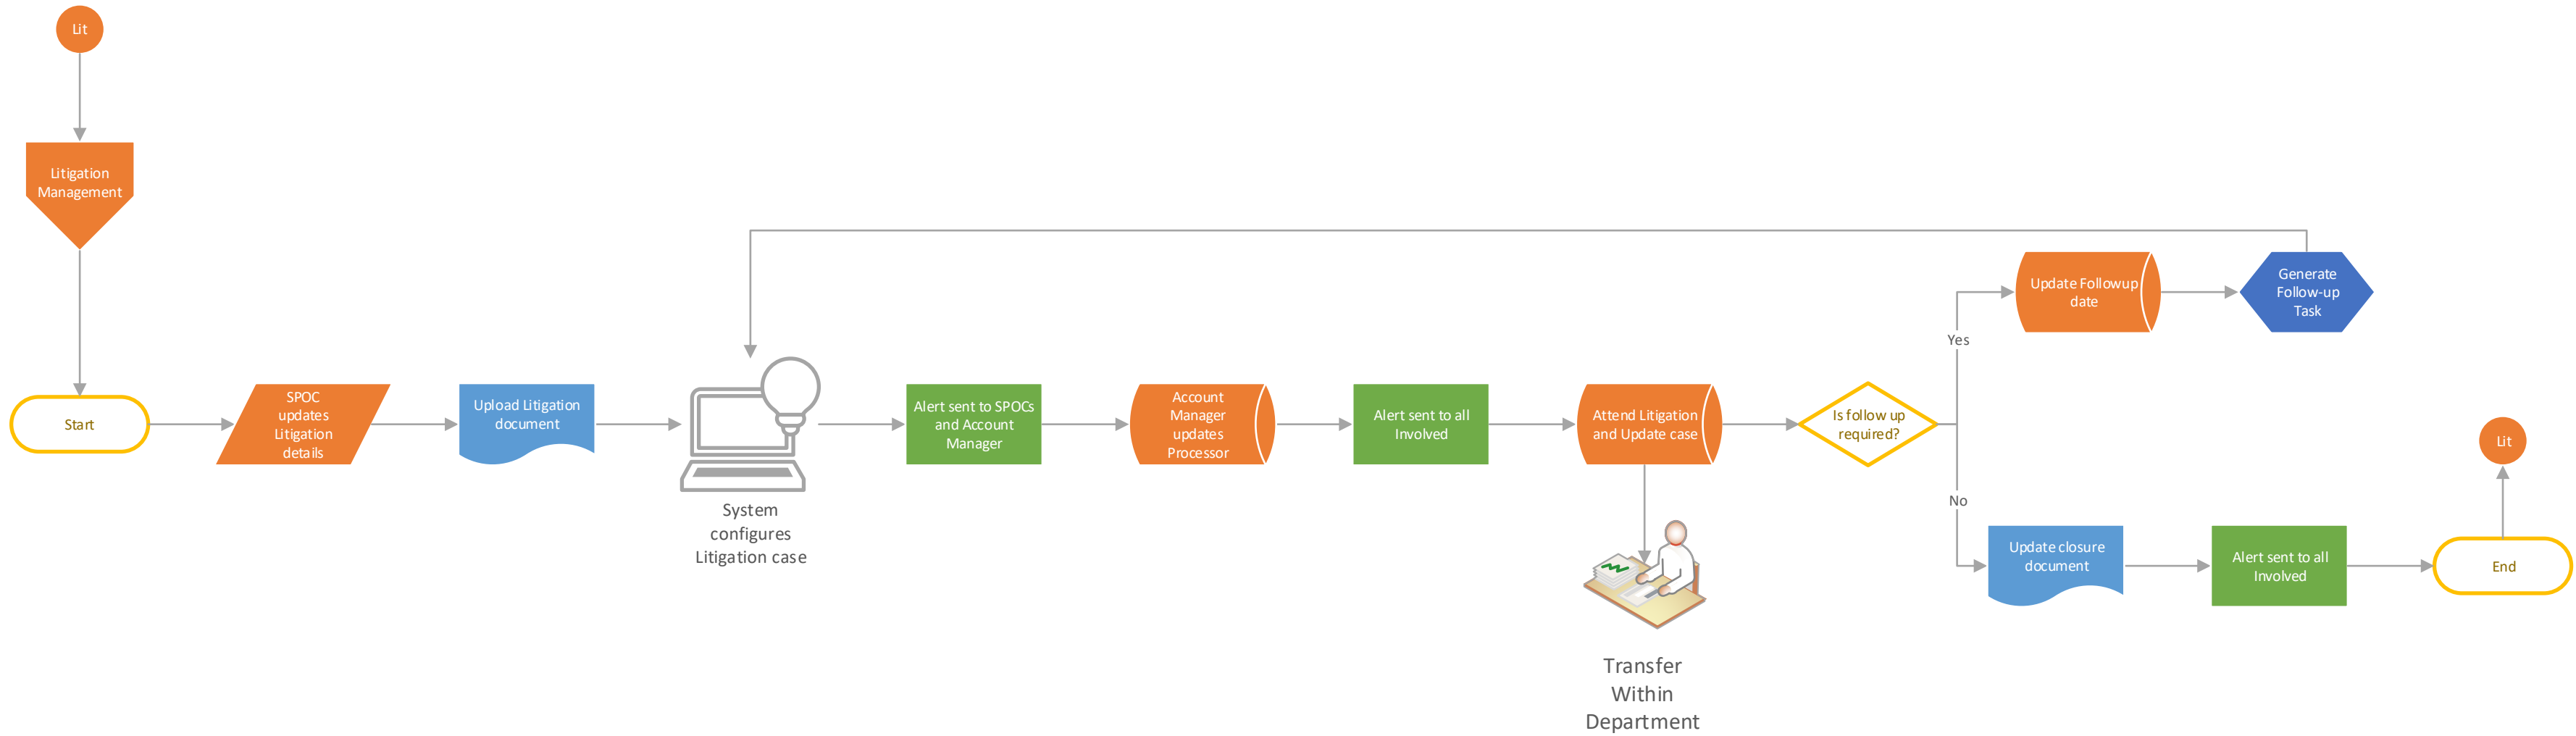 Lit
Litigation
Management
Start
SPOC
updates
Litigation
details
Upload Litigation
document
System
configures
Litigation case
Alert sent to SPOCs
and Account
Manager
Account
Manager
updates
Processor
Alert sent to all
Involved
Attend Litigation
and Update case
Transfer
Within
Department
Is follow up
required?
Yes
Update Followup
date
Generate
Follow-up
Task
No
Update closure
document
Alert sent to all
Involved
End
Lit